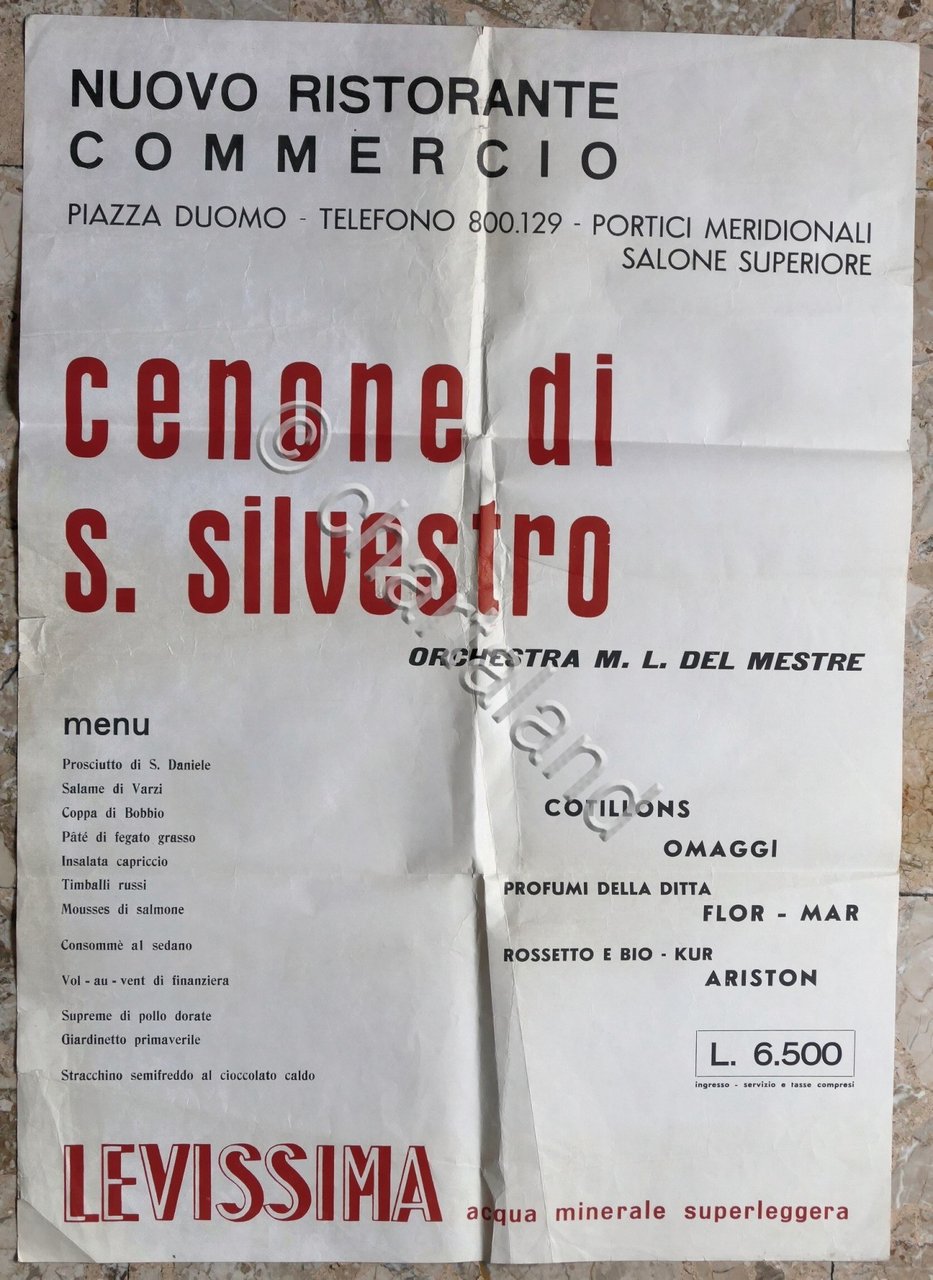 NUOVO RISTORANTE
COMMERCIO
PIAZZA DUOMO - TELEFONO 800.129 - PORTICI MERIDIONALI
SALONE SUPERIORE
cenone di
s. silvestro
ORCHESTRA M. L. DEL MESTRE
menu
Prosciutto di S. Daniele
Salame di Varzi
Coppa di Bobbio
Pâté di fegato grasso
Insalata capriccio
Timballi russi
Mousses di salmone
Consommè al sedano
Vol - au - vent di finanziera
Supreme di pollo dorate
Giardinetto primaverile
Stracchino semifreddo al cioccolato caldo
COTILLONS
OMAGGI
PROFUMI DELLA DITTA
FLOR - MAR
ROSSETTO E BIO - KUR
ARISTON
L. 6.500
ingresso - servizio e tasse compresi
LEVISSIMA acqua minerale superleggera
© chartaland